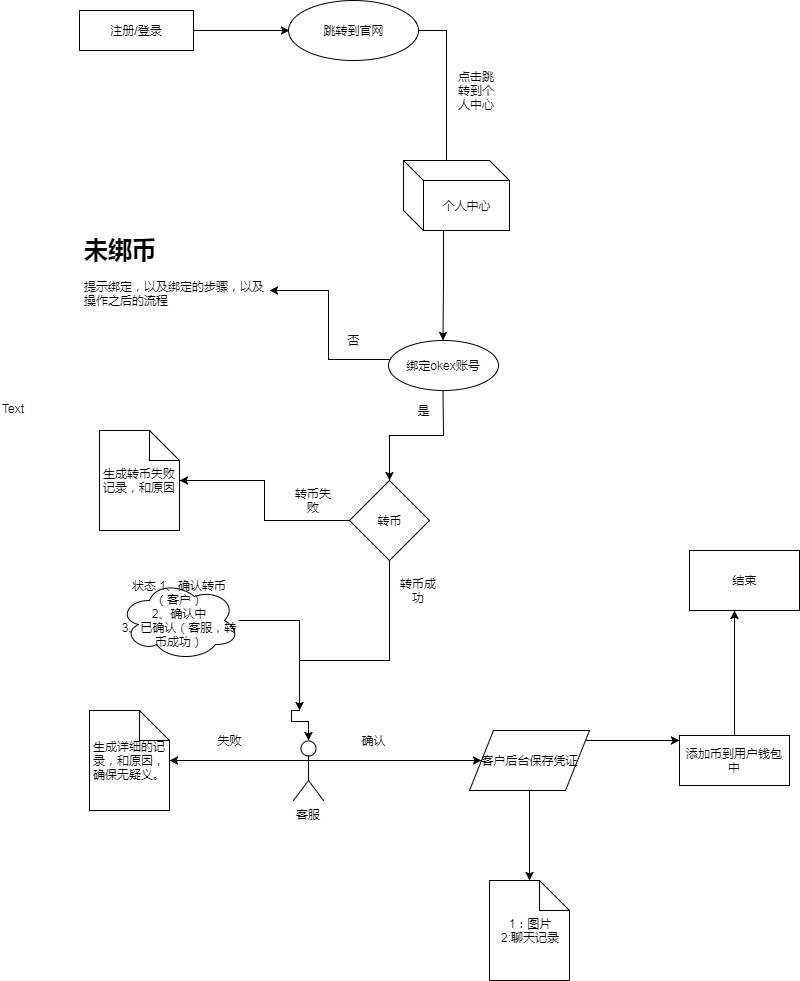 注册/登录
跳转到官网
点击跳
转到个
人中心
个人中心
未绑币
提示绑定，以及绑定的步骤，以及
操作之后的流程
否
绑定okex账号
是
Text
生成转币失败
记录，和原因
转币失
败
转币
状态 1、确认转币
（客户）
2、确认中
3、已确认（客服，转
币成功）
转币成
功
结束
生成详细的记
录，和原因，
确保无疑义。
失败
确认
客服
客户后台保存凭证
添加币到用户钱包
中
1：图片
2:聊天记录